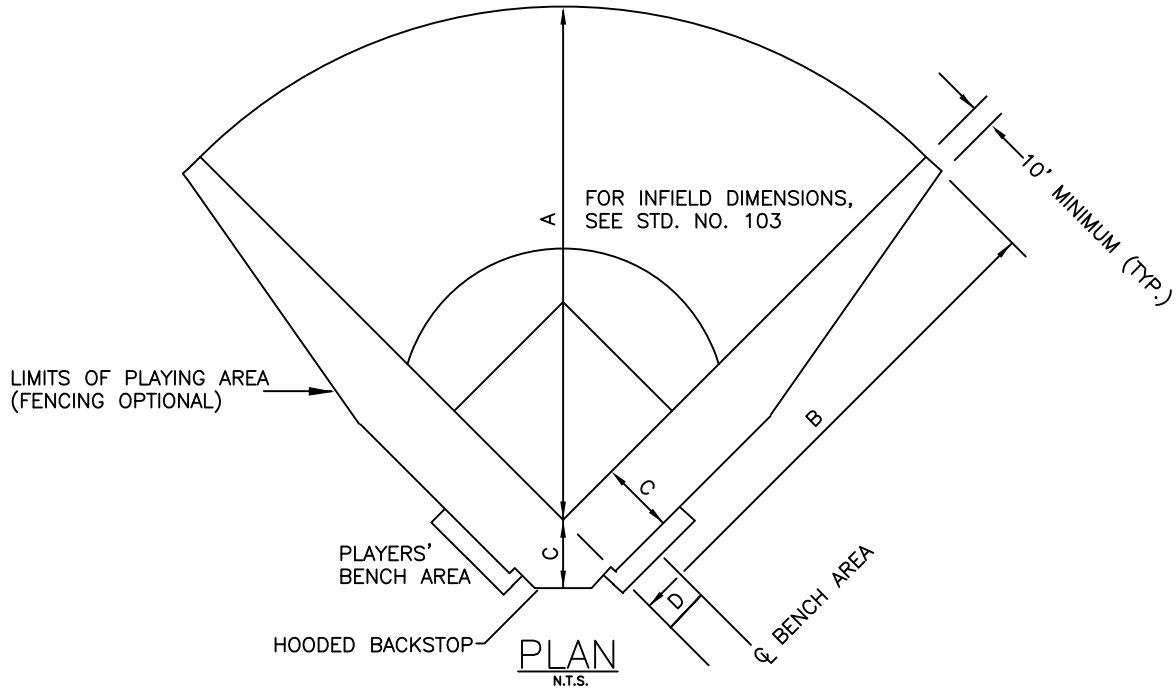 A
FOR INFIELD DIMENSIONS,
SEE STD. NO. 103
10' MINIMUM (TYP.)
LIMITS OF PLAYING AREA
(FENCING OPTIONAL)
B
C
C
PLAYERS'
BENCH AREA
D
℄ BENCH AREA
HOODED BACKSTOP
PLAN
N.T.S.